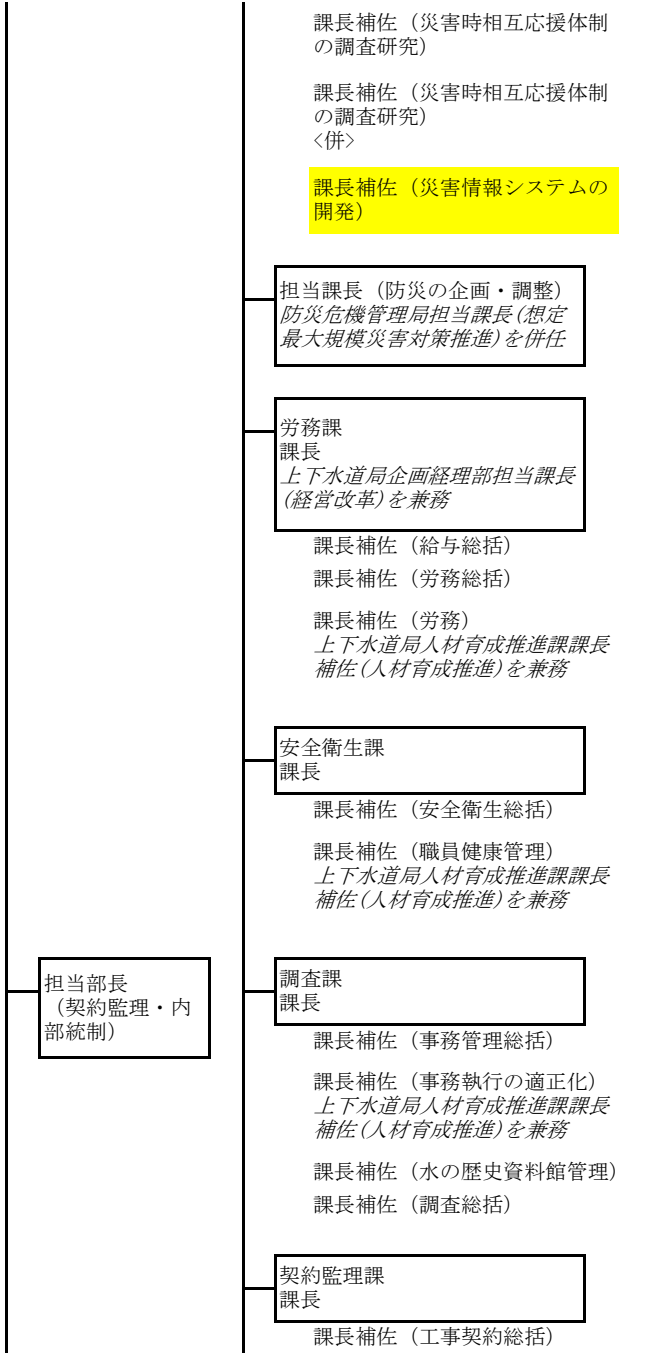 課長補佐（災害時相互応援体制
の調査研究）
課長補佐（災害時相互応援体制
の調査研究）
<併>
課長補佐（災害情報システムの
開発）
担当課長（防災の企画・調整）
防災危機管理局担当課長(想定
最大規模災害対策推進)を併任
労務課
課長
上下水道局企画経理部担当課長
(経営改革)を兼務
課長補佐（給与総括）
課長補佐（労務総括）
課長補佐（労務）
上下水道局人材育成推進課課長
補佐(人材育成推進)を兼務
安全衛生課
課長
課長補佐（安全衛生総括）
課長補佐（職員健康管理）
上下水道局人材育成推進課課長
補佐(人材育成推進)を兼務
担当部長
（契約監理・内
部統制）
調査課
課長
課長補佐（事務管理総括）
課長補佐（事務執行の適正化）
上下水道局人材育成推進課課長
補佐(人材育成推進)を兼務
課長補佐（水の歴史資料館管理）
課長補佐（調査総括）
契約監理課
課長
課長補佐（工事契約総括）